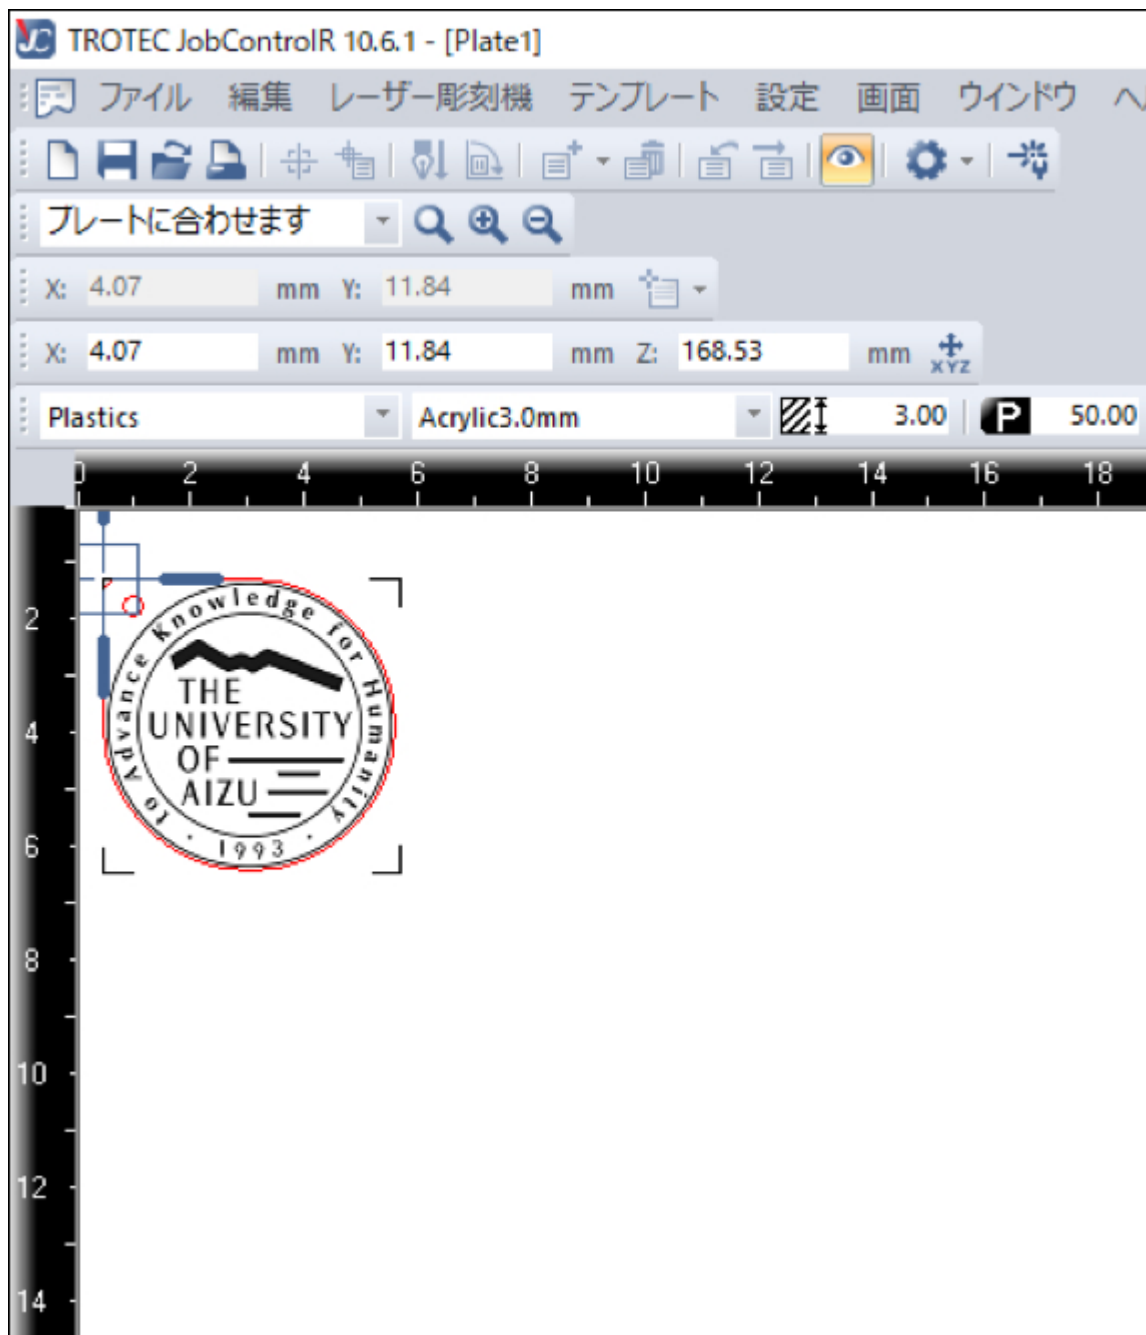 JC TROTEC JobControlR 10.6.1 - [Plate1]
ファイル 編集 レーザー彫刻機 テンプレート 設定 画面 ウインドウ
プレートに合わせます
X: 4.07 mm Y: 11.84 mm
X: 4.07 mm Y: 11.84 mm Z: 168.53 mm XYZ
Plastics Acrylic3.0mm 3.00 P 50.00
0 2 4 6 8 10 12 14 16 18
2
4
6
8
10
12
14
to Advance Knowledge for Humanity
THE
UNIVERSITY
OF
AIZU
· 1993 ·